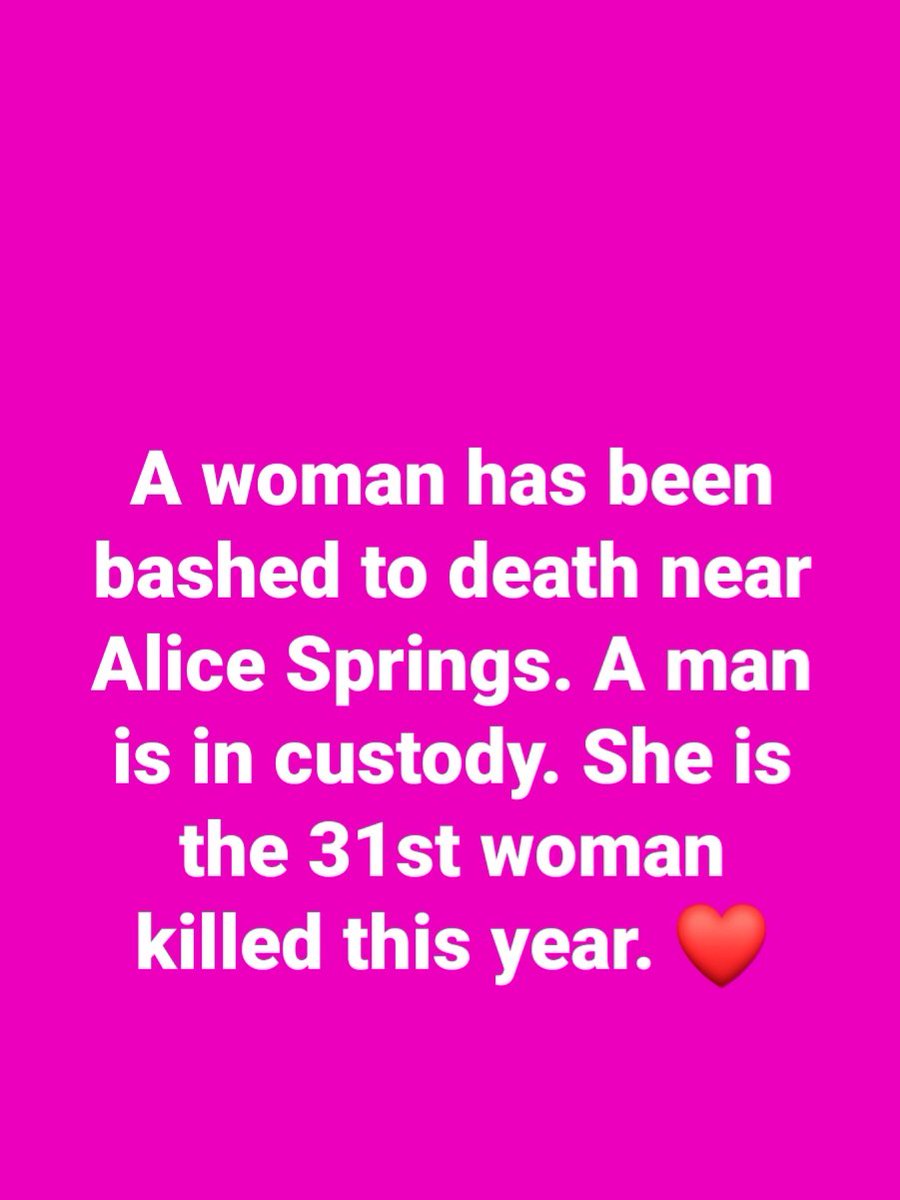 A woman has been
bashed to death near
Alice Springs. A man
is in custody. She is
the 31st woman
killed this year. ❤️